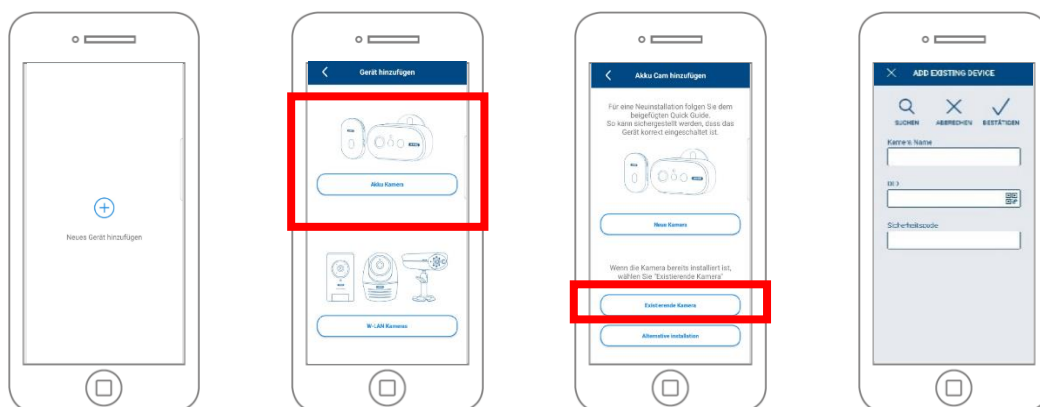 Neues Gerät hinzufügen
Gerät hinzufügen
Akku Kamera
W-LAN Kameras
Akku Cam hinzufügen
Für eine Neuinstallation folgen Sie dem
beigefügten Quick Guide.
So kann sichergestellt werden, dass das
Gerät korrekt eingeschaltet ist.
Neue Kamera
Wenn die Kamera bereits installiert ist,
wählen Sie "Existierende Kamera"
Existierende Kamera
Alternative Installation
ADD EXISTING DEVICE
SUCHEN ABBRECHEN BESTÄTIGEN
Kamera Name
Sicherheitscode